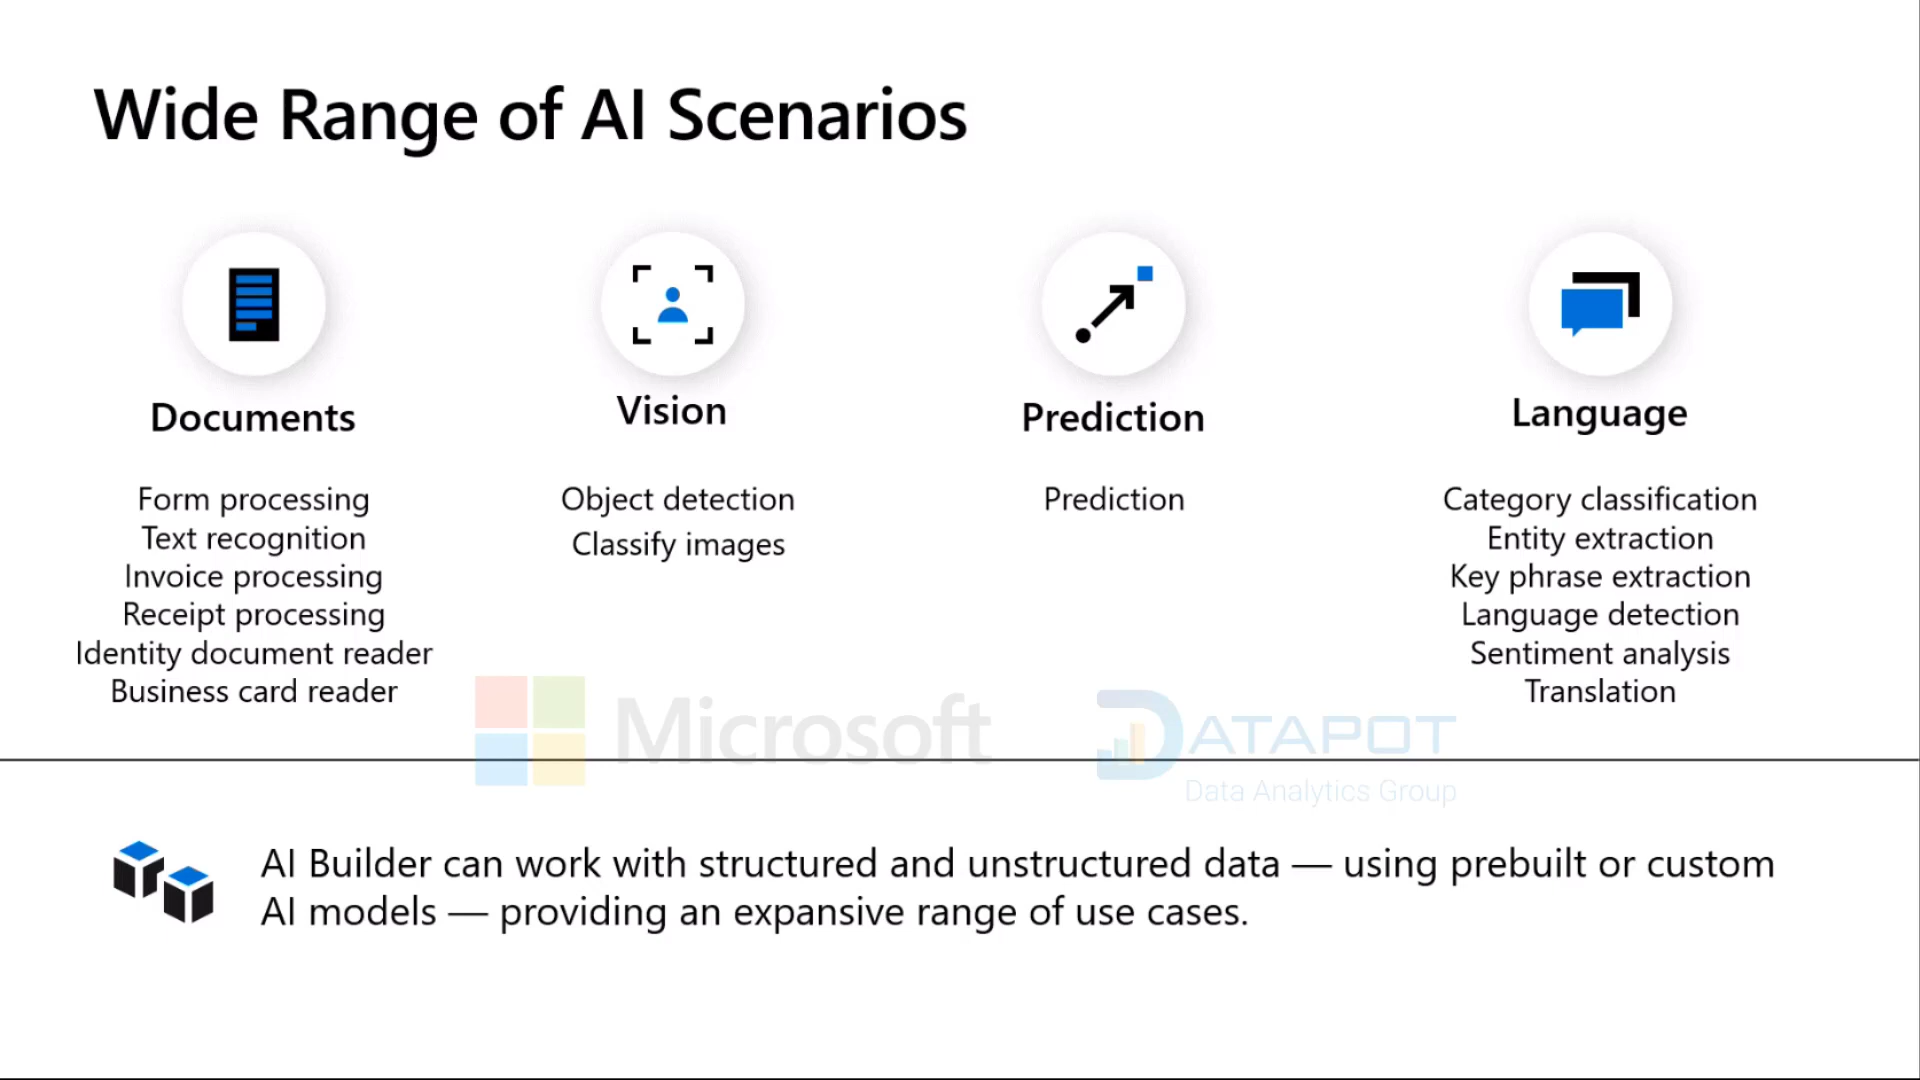 Wide Range of AI Scenarios
Documents
Form processing
Text recognition
Invoice processing
Receipt processing
Identity document reader
Business card reader
Vision
Object detection
Classify images
Prediction
Prediction
Language
Category classification
Entity extraction
Key phrase extraction
Language detection
Sentiment analysis
Translation
Microsoft
DATAPOT
Data Analytics Group
AI Builder can work with structured and unstructured data — using prebuilt or custom
AI models — providing an expansive range of use cases.